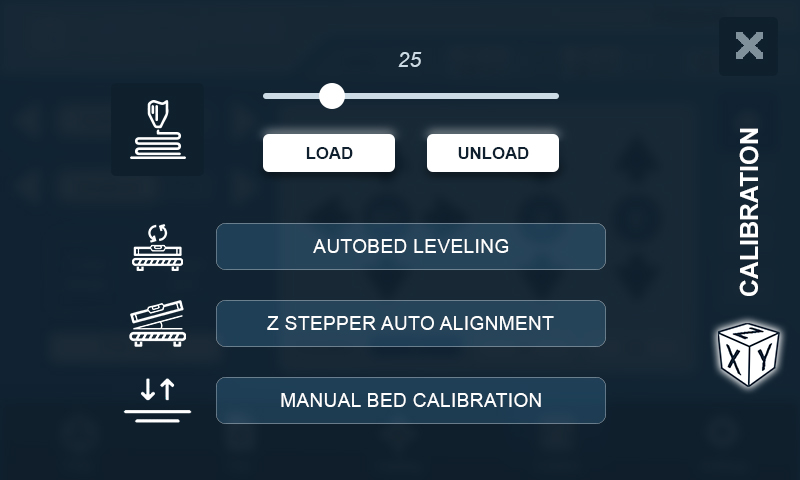 25
LOAD
UNLOAD
AUTOBED LEVELING
Z STEPPER AUTO ALIGNMENT
MANUAL BED CALIBRATION
CALIBRATION
Z
X
Y